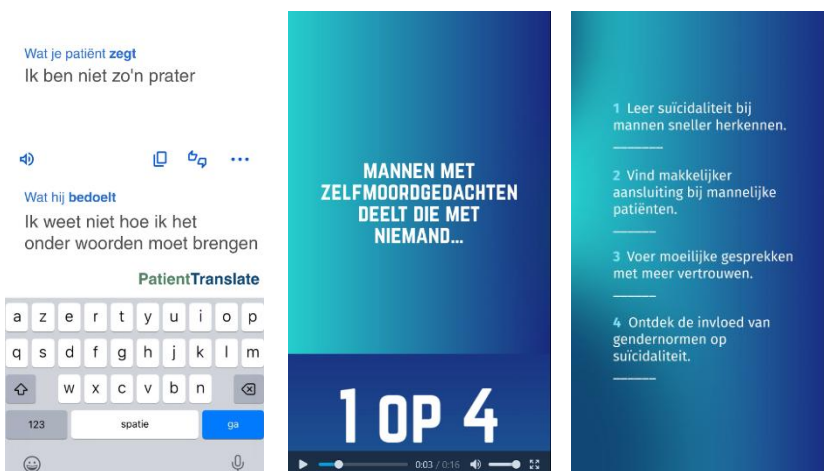 Wat je patiënt zegt
Ik ben niet zo'n prater
Wat hij bedoelt
Ik weet niet hoe ik het
onder woorden moet brengen
PatientTranslate
a z e r t y u i o p
q s d f g h j k l m
w x c v b n
123 spatie ga
MANNEN MET
ZELFMOORDGEDACHTEN
DEELT DIE MET
NIEMAND...
1 OP 4
0:03 / 0:16
1 Leer suïcidaliteit bij
mannen sneller herkennen.
2 Vind makkelijker
aansluiting bij mannelijke
patiënten.
3 Voer moeilijke gesprekken
met meer vertrouwen.
4 Ontdek de invloed van
gendernormen op
suïcidaliteit.